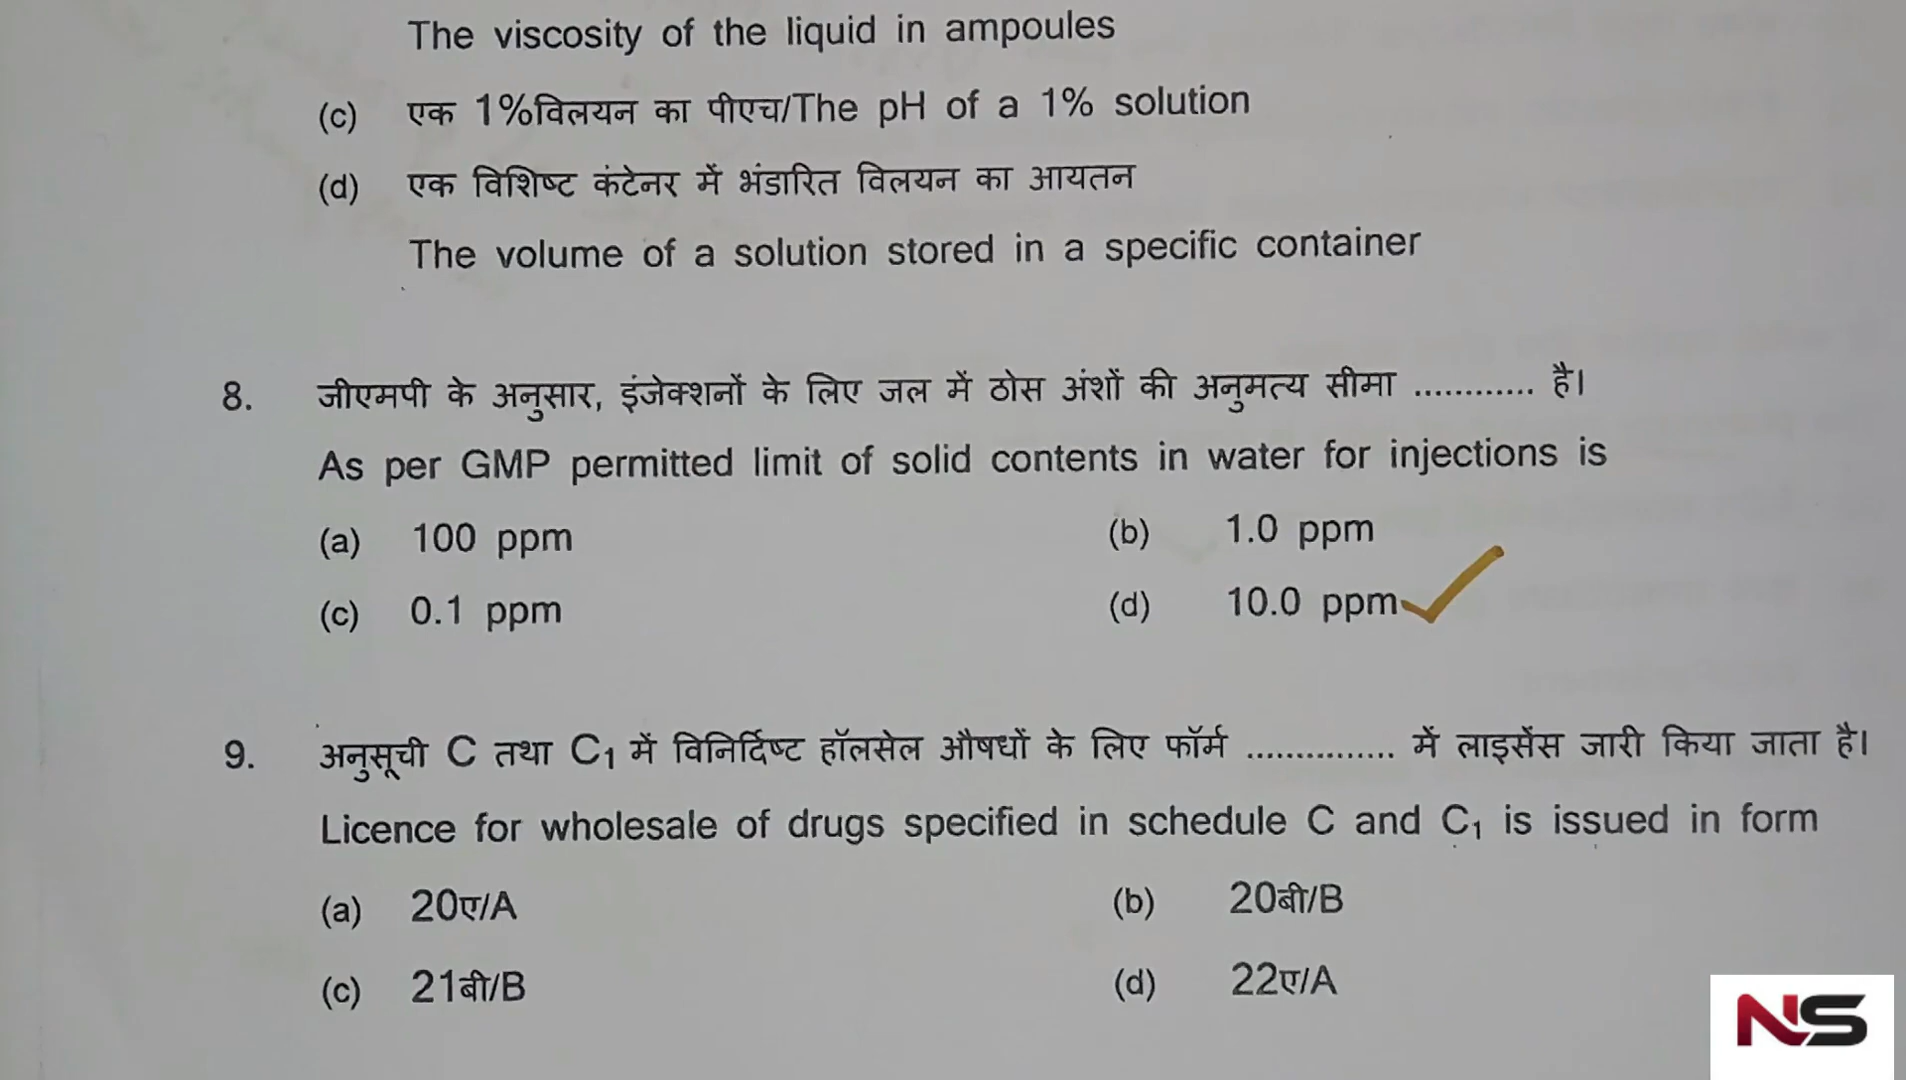 The viscosity of the liquid in ampoules
(c) एक 1%विलयन का पीएच/The pH of a 1% solution
(d) एक विशिष्ट कंटेनर में भंडारित विलयन का आयतन
The volume of a solution stored in a specific container
8. जीएमपी के अनुसार, इंजेक्शनों के लिए जल में ठोस अंशों की अनुमत्य सीमा ............ है।
As per GMP permitted limit of solid contents in water for injections is
(a) 100 ppm (b) 1.0 ppm
(c) 0.1 ppm (d) 10.0 ppm
9. अनुसूची C तथा C₁ में विनिर्दिष्ट हॉलसेल औषधों के लिए फॉर्म ............... में लाइसेंस जारी किया जाता है।
Licence for wholesale of drugs specified in schedule C and C₁ is issued in form
(a) 20ए/A (b) 20बी/B
(c) 21बी/B (d) 22ए/A
NS